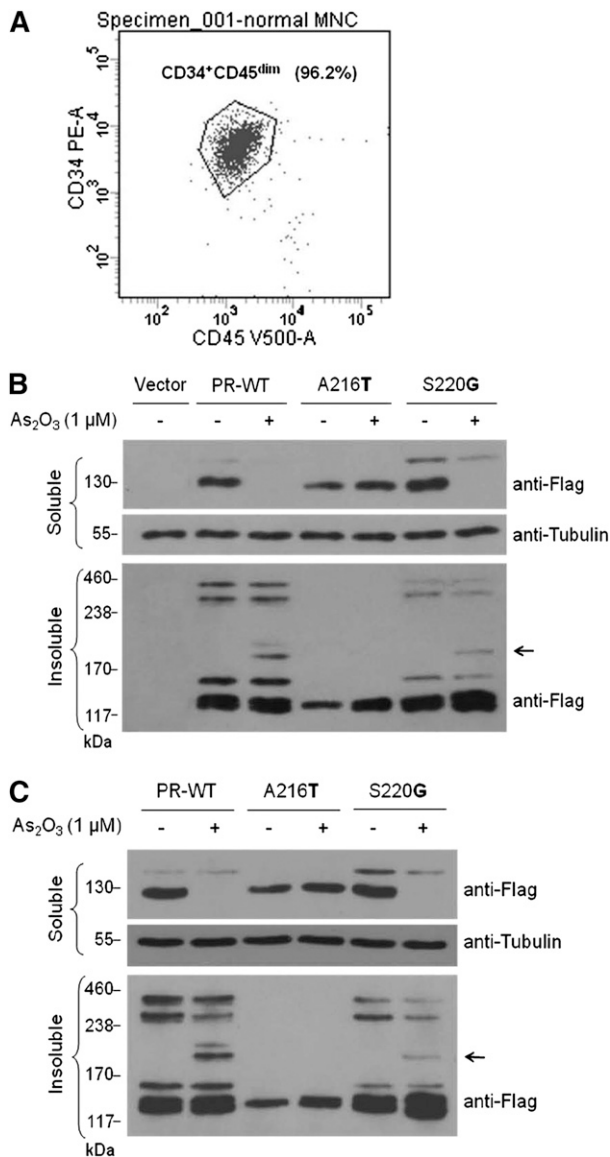 A
Specimen_001-normal MNC
CD34⁺CD45ᵈⁱᵐ (96.2%)
CD34 PE-A
10⁵
10⁴
10³
10²
10² 10³ 10⁴ 10⁵
CD45 V500-A
B
Vector PR-WT A216T S220G
As₂O₃ (1 µM) - - + - + - +
Soluble
130–
anti-Flag
55–
anti-Tubulin
Insoluble
460–
238–
170–
117–
anti-Flag
kDa
C
PR-WT A216T S220G
As₂O₃ (1 µM) - + - + - +
Soluble
130–
anti-Flag
55–
anti-Tubulin
Insoluble
460–
238–
170–
117–
anti-Flag
kDa